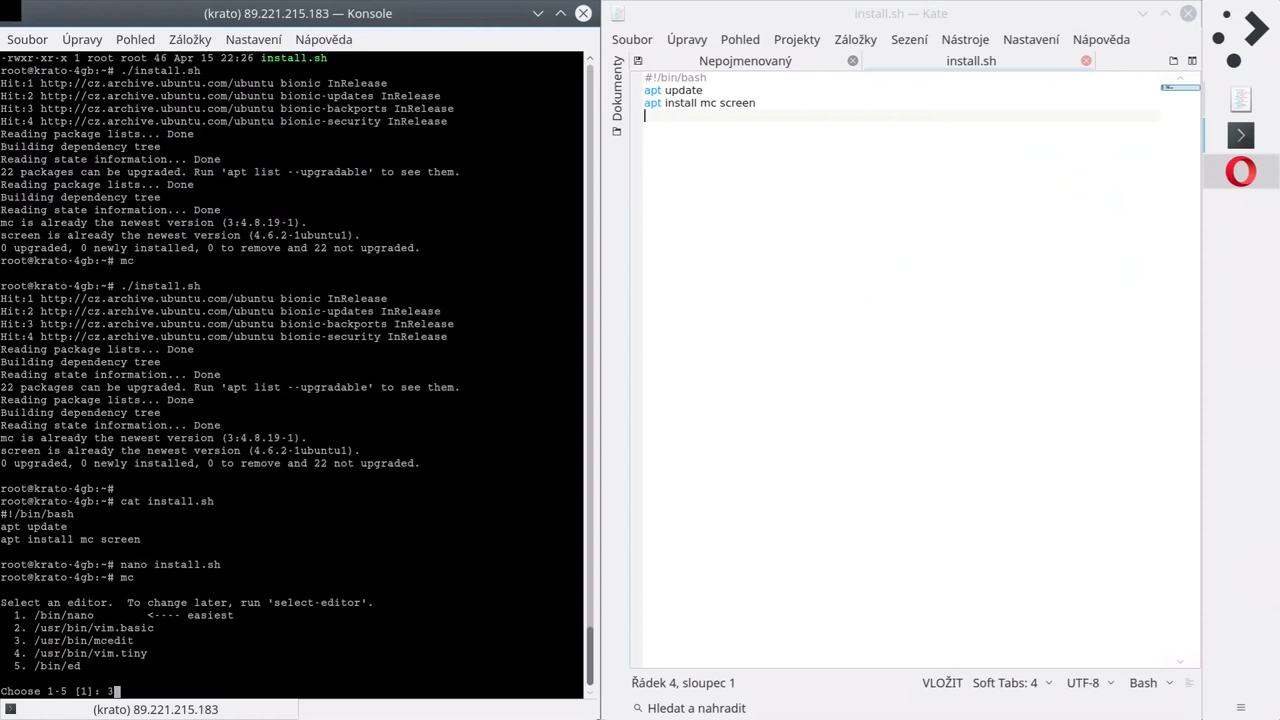 (krato) 89.221.215.183 — Konsole
Soubor Úpravy Pohled Záložky Nastavení Nápověda
-rwxr-xr-x 1 root root 46 Apr 15 22:26 install.sh
root@krato-4gb:~# ./install.sh
Hit:1 http://cz.archive.ubuntu.com/ubuntu bionic InRelease
Hit:2 http://cz.archive.ubuntu.com/ubuntu bionic-updates InRelease
Hit:3 http://cz.archive.ubuntu.com/ubuntu bionic-backports InRelease
Hit:4 http://cz.archive.ubuntu.com/ubuntu bionic-security InRelease
Reading package lists... Done
Building dependency tree
Reading state information... Done
22 packages can be upgraded. Run 'apt list --upgradable' to see them.
Reading package lists... Done
Building dependency tree
Reading state information... Done
mc is already the newest version (3:4.8.19-1).
screen is already the newest version (4.6.2-1ubuntu1).
0 upgraded, 0 newly installed, 0 to remove and 22 not upgraded.
root@krato-4gb:~# mc
root@krato-4gb:~# ./install.sh
Hit:1 http://cz.archive.ubuntu.com/ubuntu bionic InRelease
Hit:2 http://cz.archive.ubuntu.com/ubuntu bionic-updates InRelease
Hit:3 http://cz.archive.ubuntu.com/ubuntu bionic-backports InRelease
Hit:4 http://cz.archive.ubuntu.com/ubuntu bionic-security InRelease
Reading package lists... Done
Building dependency tree
Reading state information... Done
22 packages can be upgraded. Run 'apt list --upgradable' to see them.
Reading package lists... Done
Building dependency tree
Reading state information... Done
mc is already the newest version (3:4.8.19-1).
screen is already the newest version (4.6.2-1ubuntu1).
0 upgraded, 0 newly installed, 0 to remove and 22 not upgraded.
root@krato-4gb:~#
root@krato-4gb:~# cat install.sh
#!/bin/bash
apt update
apt install mc screen
root@krato-4gb:~# nano install.sh
root@krato-4gb:~# mc
Select an editor.  To change later, run 'select-editor'.
1. /bin/nano        <---- easiest
2. /usr/bin/vim.basic
3. /usr/bin/mcedit
4. /usr/bin/vim.tiny
5. /bin/ed
Choose 1-5 [1]: 3
(krato) 89.221.215.183
install.sh — Kate
Soubor Úpravy Pohled Projekty Záložky Sezení Nástroje Nastavení Nápověda
Nepojmenovaný install.sh
Dokumenty
#!/bin/bash
apt update
apt install mc screen
Řádek 4, sloupec 1 VLOŽIT Soft Tabs: 4 UTF-8 Bash
Hledat a nahradit